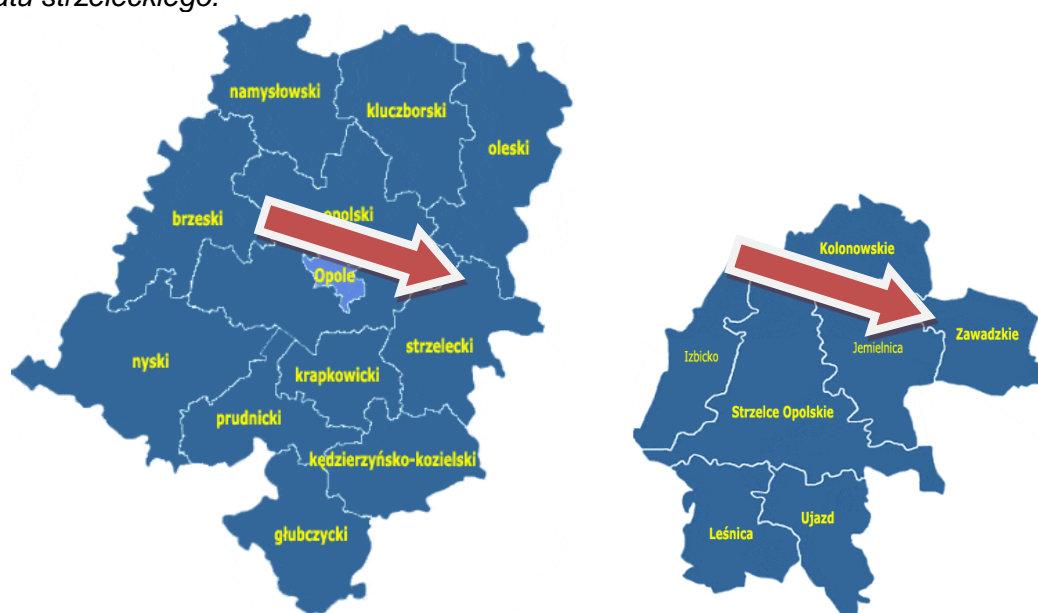 strzeleckiego.
namysłowski
kluczborski
oleski
brzeski
opolski
Opole
strzelecki
nyski
krapkowicki
prudnicki
kędzierzyńsko-kozielski
głubczycki
Kolonowskie
Zawadzkie
Izbicko
Jemielnica
Strzelce Opolskie
Ujazd
Leśnica